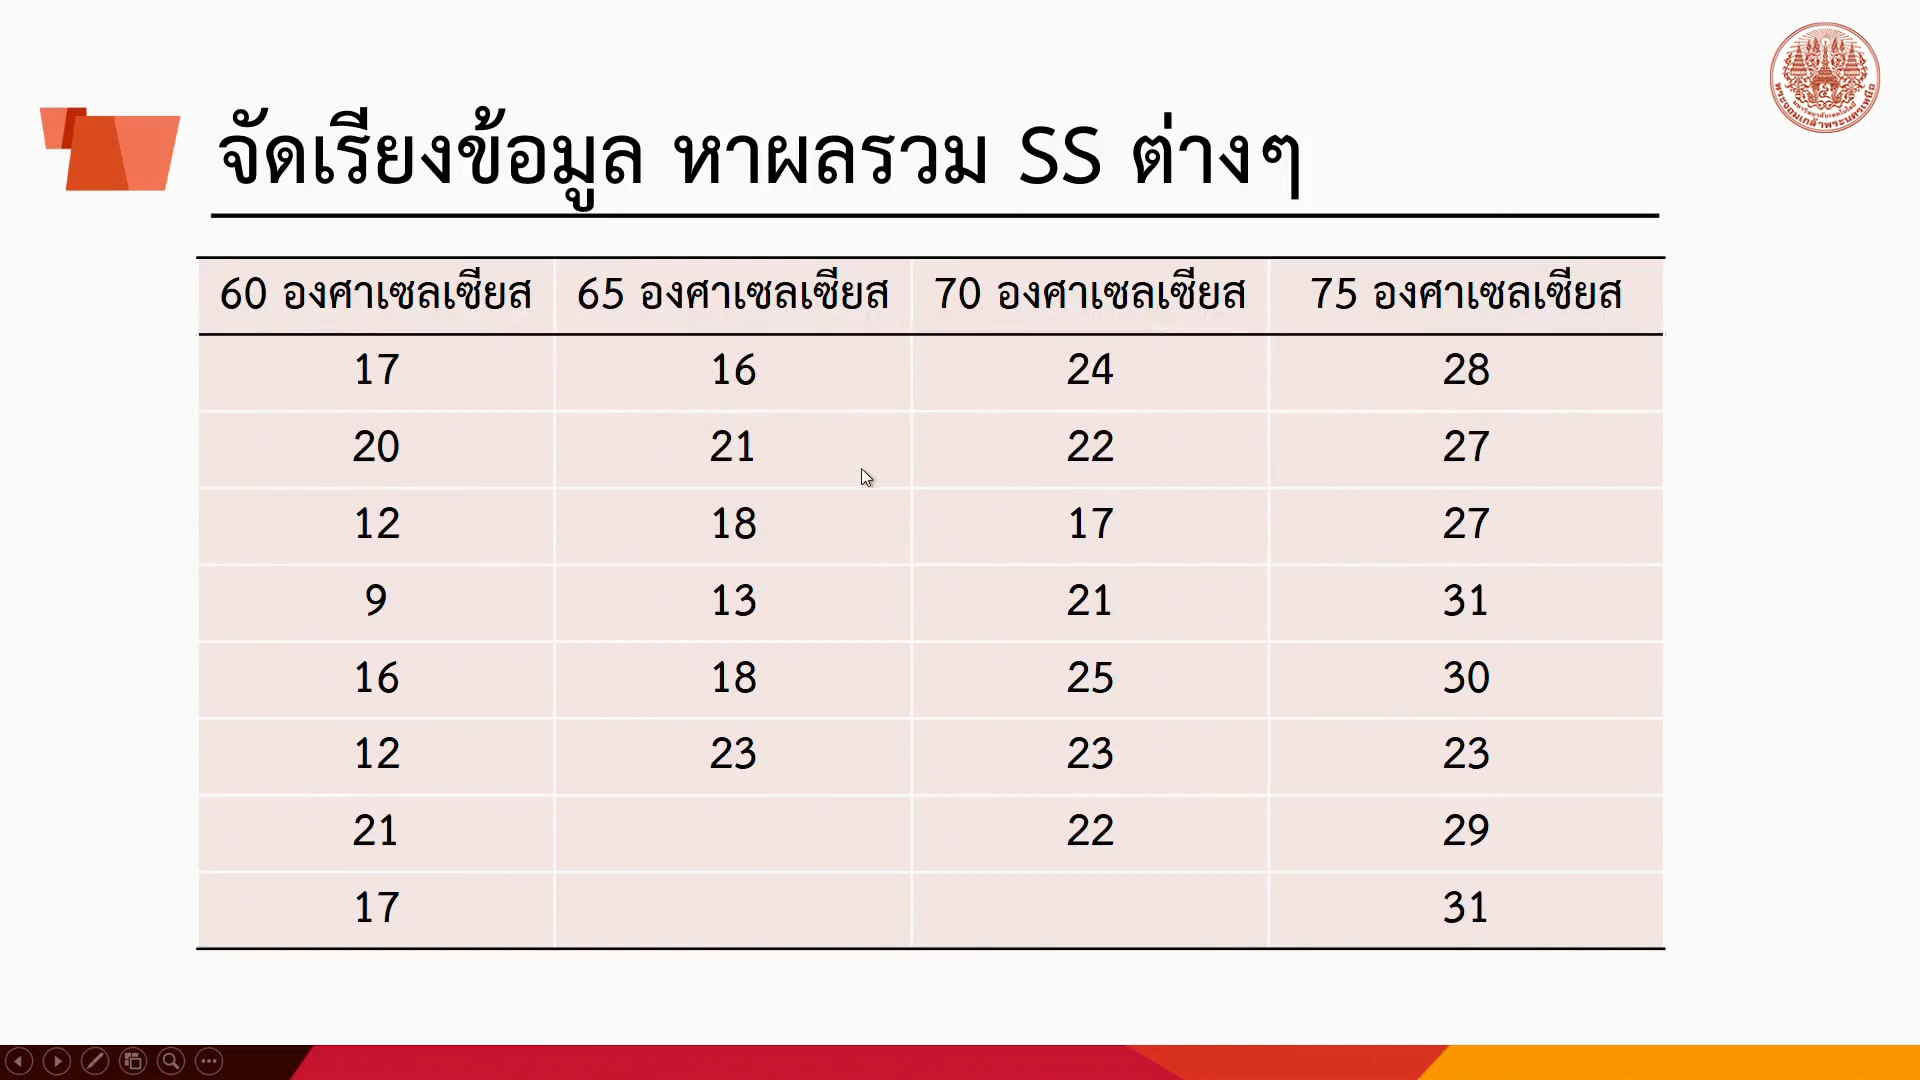 จัดเรียงข้อมูล หาผลรวม SS ต่างๆ
60 องศาเซลเซียส 65 องศาเซลเซียส 70 องศาเซลเซียส 75 องศาเซลเซียส
17 16 24 28
20 21 22 27
12 18 17 27
9 13 21 31
16 18 25 30
12 23 23 23
21 22 29
17 31